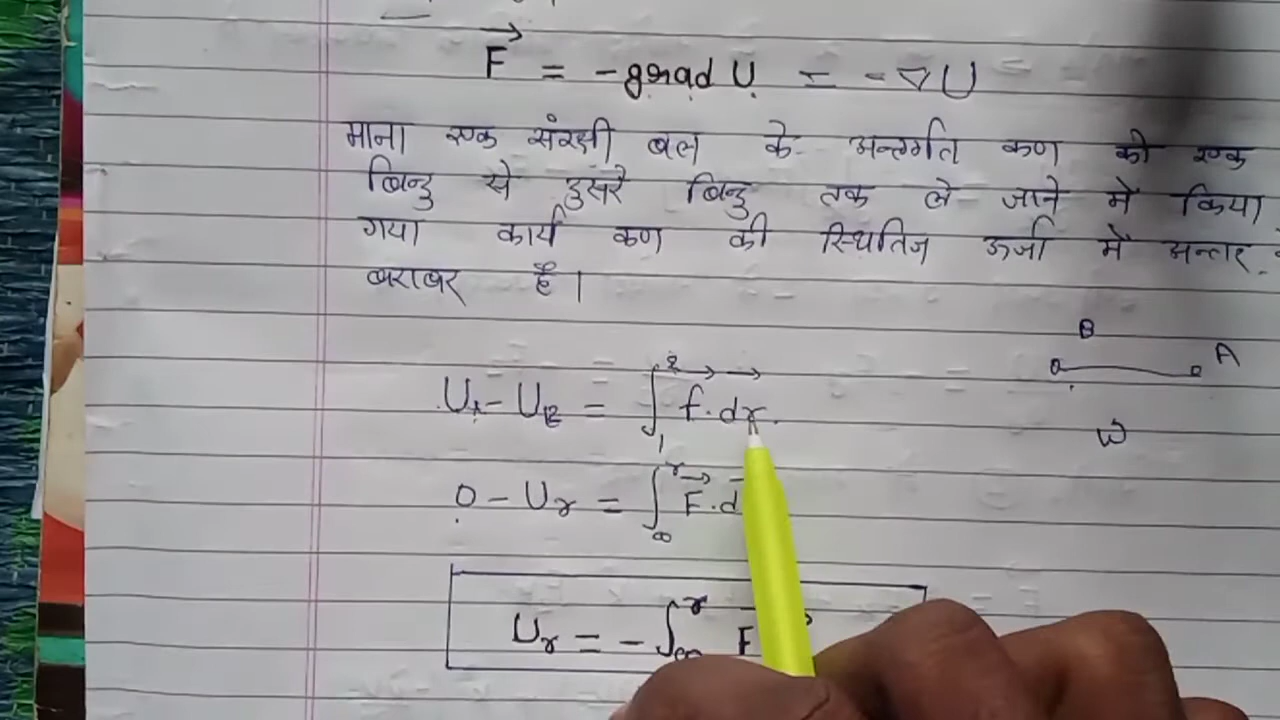 F⃗ = -grad U = -∇U
माना एक संरक्षी बल के अन्तर्गत कण को एक
बिन्दु से दुसरे बिन्दु तक ले जाने में किया
गया कार्य कण की स्थितिज ऊर्जा में अन्तर
बराबर है।
B A
U₁ - U₂ = ∫₁² f⃗·dr⃗
W
0 - Uᵣ = ∫∞ʳ F⃗·d
Uᵣ = -∫∞ʳ F